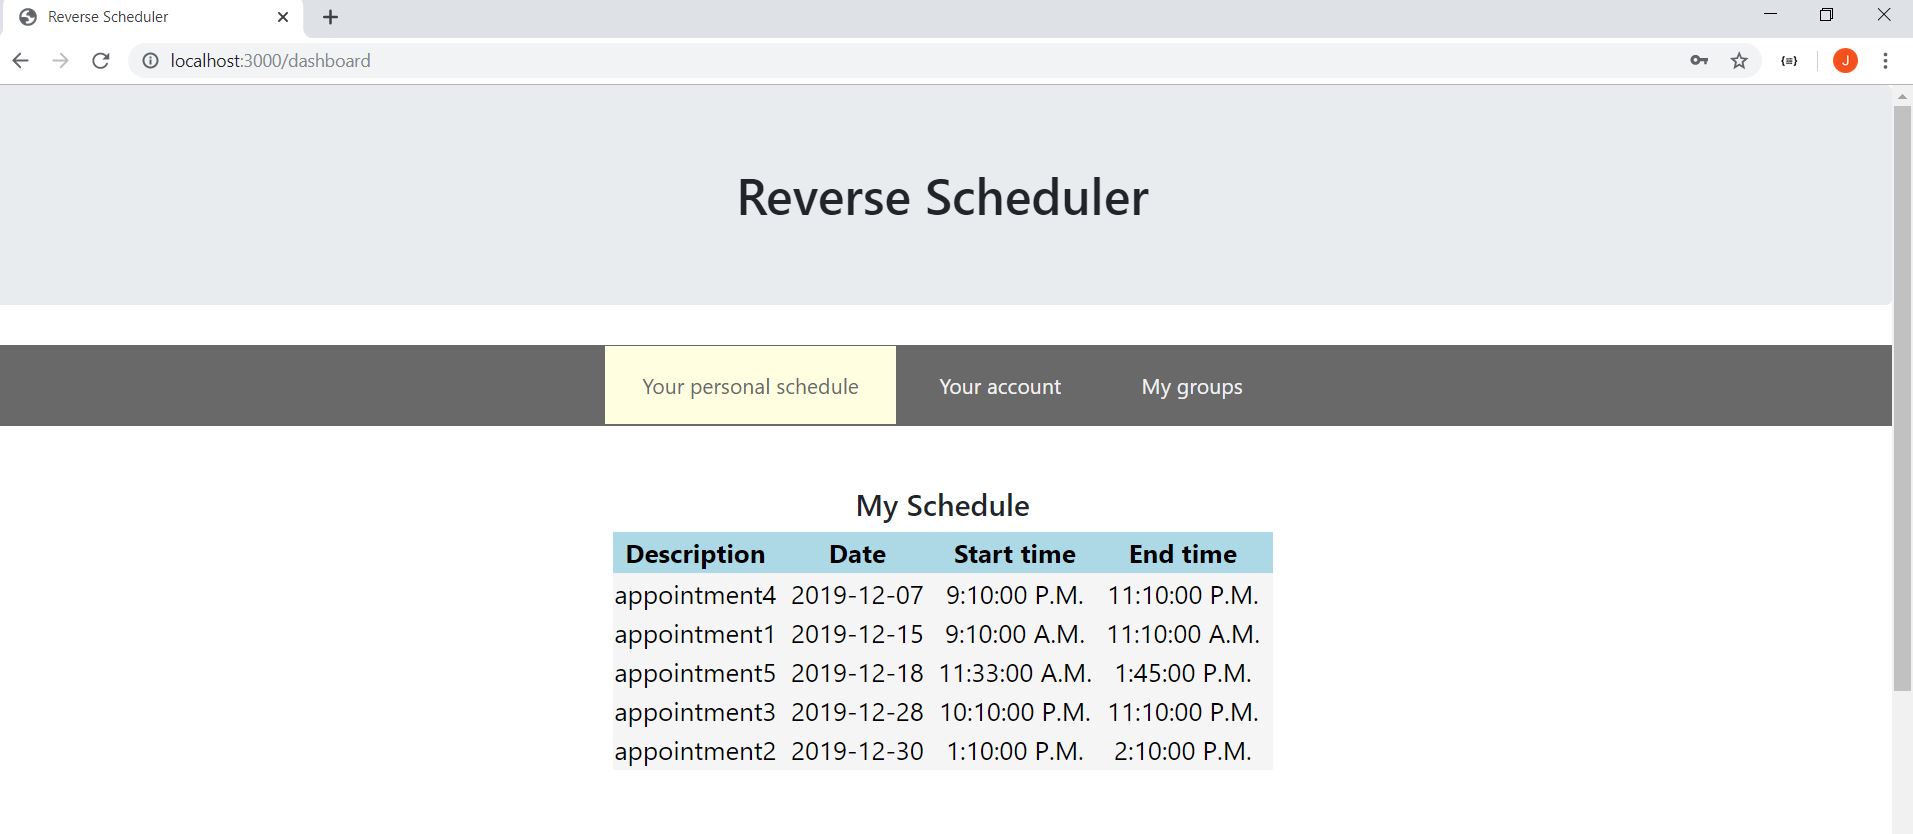 Reverse Scheduler
localhost:3000/dashboard
J
Reverse Scheduler
Your personal schedule Your account My groups
My Schedule
Description Date Start time End time
appointment4 2019-12-07 9:10:00 P.M. 11:10:00 P.M.
appointment1 2019-12-15 9:10:00 A.M. 11:10:00 A.M.
appointment5 2019-12-18 11:33:00 A.M. 1:45:00 P.M.
appointment3 2019-12-28 10:10:00 P.M. 11:10:00 P.M.
appointment2 2019-12-30 1:10:00 P.M. 2:10:00 P.M.